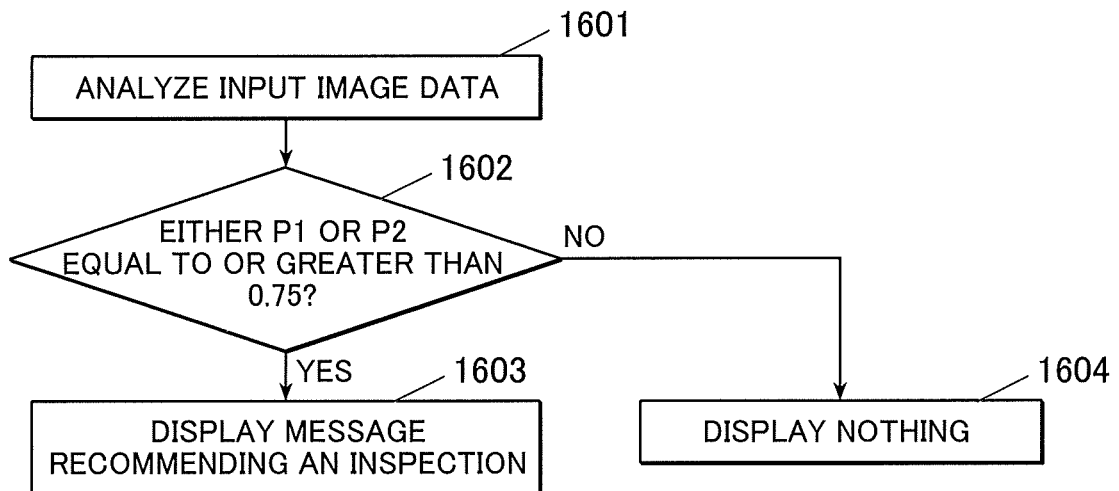 1601
ANALYZE INPUT IMAGE DATA
1602
EITHER P1 OR P2
EQUAL TO OR GREATER THAN
0.75?
NO
YES
1603
DISPLAY MESSAGE
RECOMMENDING AN INSPECTION
1604
DISPLAY NOTHING